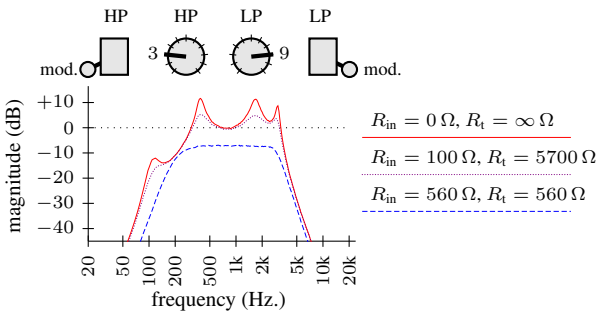 HP HP LP LP
mod. 3 9 mod.
magnitude (dB)
+10
0
−10
−20
−30
−40
20 50 100 200 500 1k 2k 5k 10k 20k
frequency (Hz.)
R_in = 0 Ω, R_t = ∞ Ω
R_in = 100 Ω, R_t = 5700 Ω
R_in = 560 Ω, R_t = 560 Ω